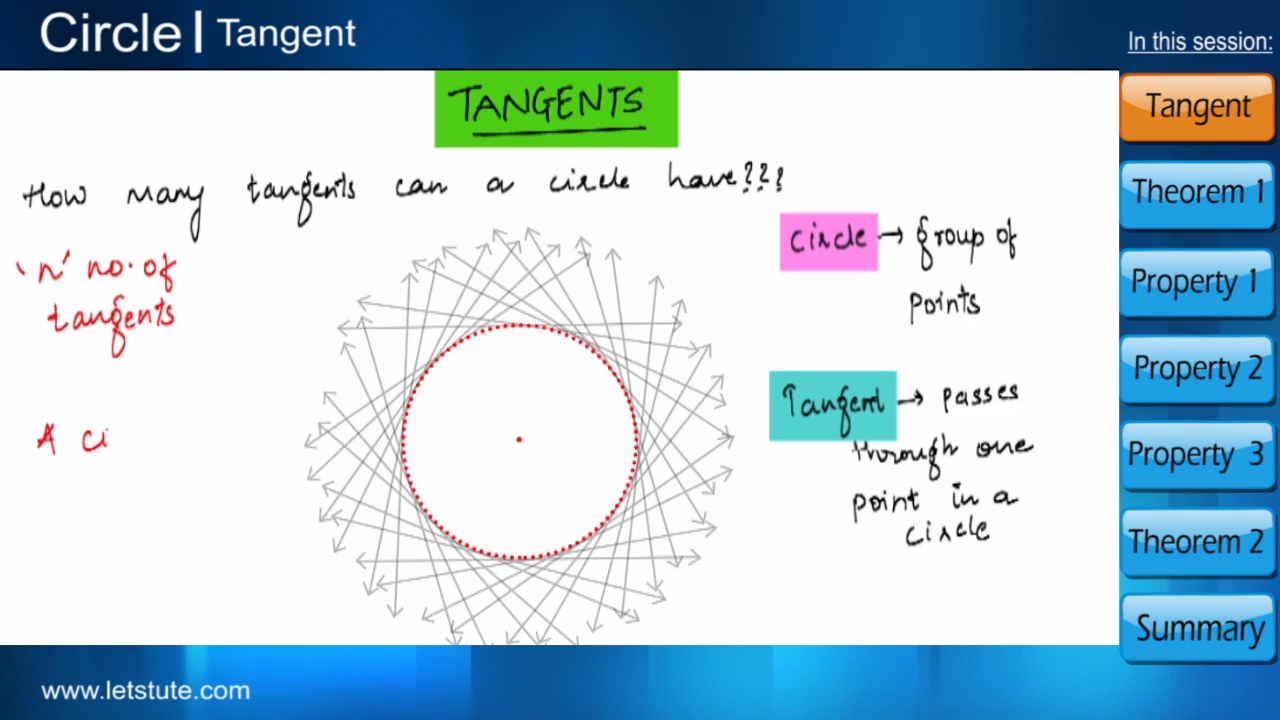 Circle | Tangent
In this session:
TANGENTS
Tangent
How many tangents can a circle have???
Theorem 1
'n' no. of
tangents
circle → group of
points
Property 1
Property 2
Tangent → passes
through one
point in a
circle
A ci
Property 3
Theorem 2
Summary
www.letstute.com